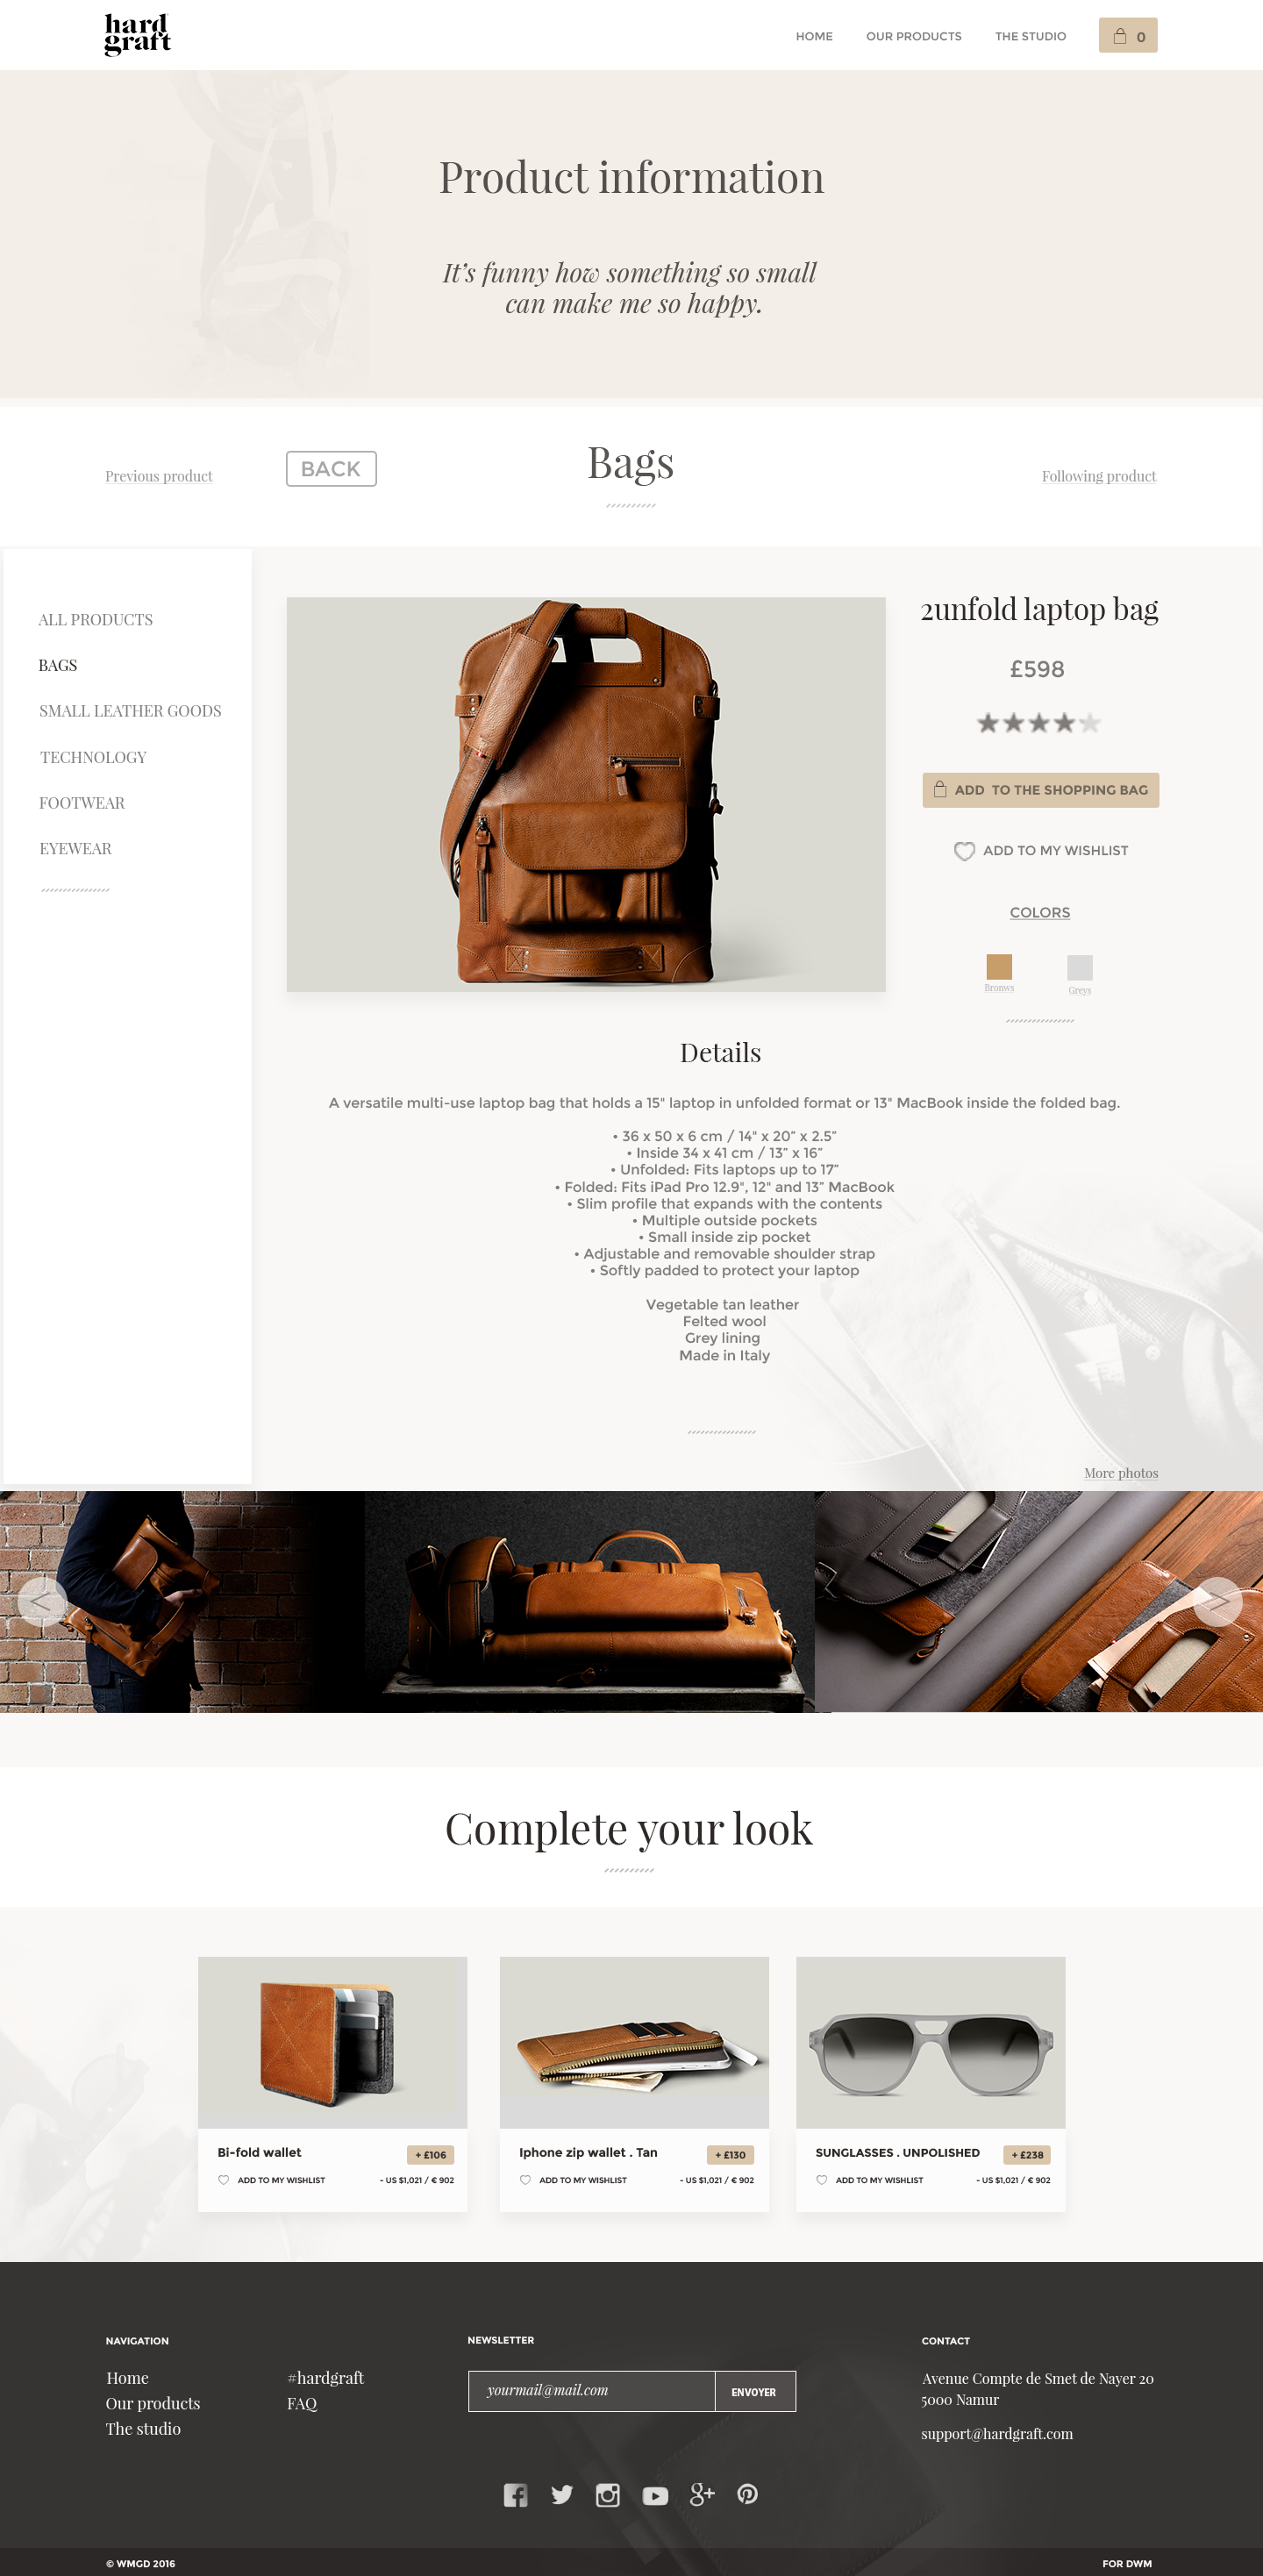 hard
graft
HOME
OUR PRODUCTS
THE STUDIO
0
Product information
It’s funny how something so small
can make me so happy.
Previous product
BACK
Bags
Following product
ALL PRODUCTS
BAGS
SMALL LEATHER GOODS
TECHNOLOGY
FOOTWEAR
EYEWEAR
2unfold laptop bag
£598
ADD TO THE SHOPPING BAG
ADD TO MY WISHLIST
COLORS
Bronws
Greys
Details
A versatile multi-use laptop bag that holds a 15" laptop in unfolded format or 13" MacBook inside the folded bag.
• 36 x 50 x 6 cm / 14" x 20” x 2.5”
• Inside 34 x 41 cm / 13” x 16”
• Unfolded: Fits laptops up to 17”
• Folded: Fits iPad Pro 12.9", 12" and 13” MacBook
• Slim profile that expands with the contents
• Multiple outside pockets
• Small inside zip pocket
• Adjustable and removable shoulder strap
• Softly padded to protect your laptop
Vegetable tan leather
Felted wool
Grey lining
Made in Italy
More photos
Complete your look
Bi-fold wallet
+ £106
ADD TO MY WISHLIST
- US $1,021 / € 902
Iphone zip wallet . Tan
+ £130
ADD TO MY WISHLIST
- US $1,021 / € 902
SUNGLASSES . UNPOLISHED
+ £238
ADD TO MY WISHLIST
- US $1,021 / € 902
NAVIGATION
Home
Our products
The studio
#hardgraft
FAQ
NEWSLETTER
yourmail@mail.com
ENVOYER
CONTACT
Avenue Compte de Smet de Nayer 20
5000 Namur
support@hardgraft.com
© WMGD 2016
FOR DWM